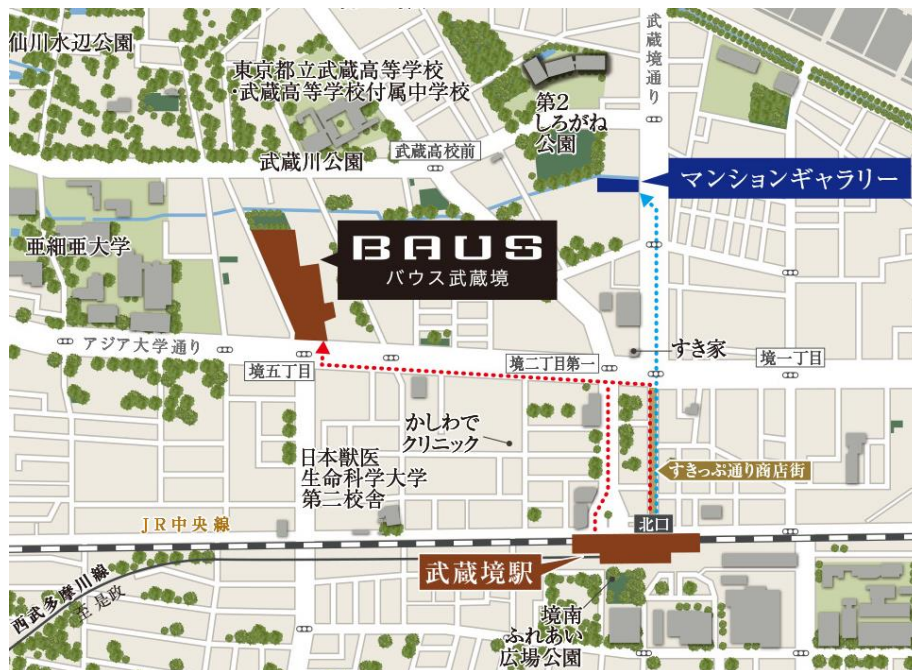 仙川水辺公園
東京都立武蔵高等学校
・武蔵高等学校付属中学校
武蔵境通り
第2
しろがね
公園
武蔵川公園
武蔵高校前
マンションギャラリー
亜細亜大学
BAUS
バウス武蔵境
アジア大学通り
境五丁目
境二丁目第一
すき家
境一丁目
かしわで
クリニック
日本獣医
生命科学大学
第二校舎
すきっぷ通り商店街
JR中央線
北口
武蔵境駅
西武多摩川線
至 是政
境南
ふれあい
広場公園